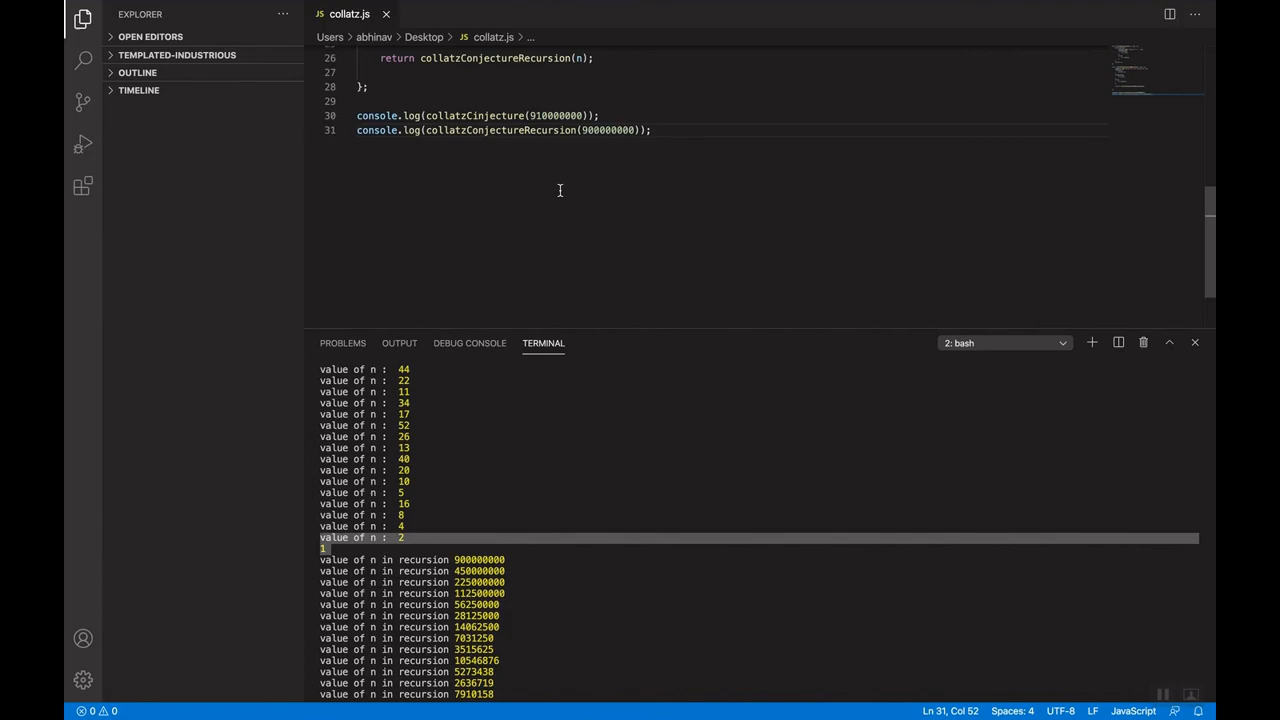 EXPLORER
OPEN EDITORS
TEMPLATED-INDUSTRIOUS
OUTLINE
TIMELINE
JS collatz.js
Users > abhinav > Desktop > JS collatz.js > ...
26 return collatzConjectureRecursion(n);
27
28 };
29
30 console.log(collatzCinjecture(910000000));
31 console.log(collatzConjectureRecursion(900000000));
PROBLEMS OUTPUT DEBUG CONSOLE TERMINAL 2: bash
value of n : 44
value of n : 22
value of n : 11
value of n : 34
value of n : 17
value of n : 52
value of n : 26
value of n : 13
value of n : 40
value of n : 20
value of n : 10
value of n : 5
value of n : 16
value of n : 8
value of n : 4
value of n : 2
1
value of n in recursion 900000000
value of n in recursion 450000000
value of n in recursion 225000000
value of n in recursion 112500000
value of n in recursion 56250000
value of n in recursion 28125000
value of n in recursion 14062500
value of n in recursion 7031250
value of n in recursion 3515625
value of n in recursion 10546876
value of n in recursion 5273438
value of n in recursion 2636719
value of n in recursion 7910158
0 0 Ln 31, Col 52 Spaces: 4 UTF-8 LF JavaScript